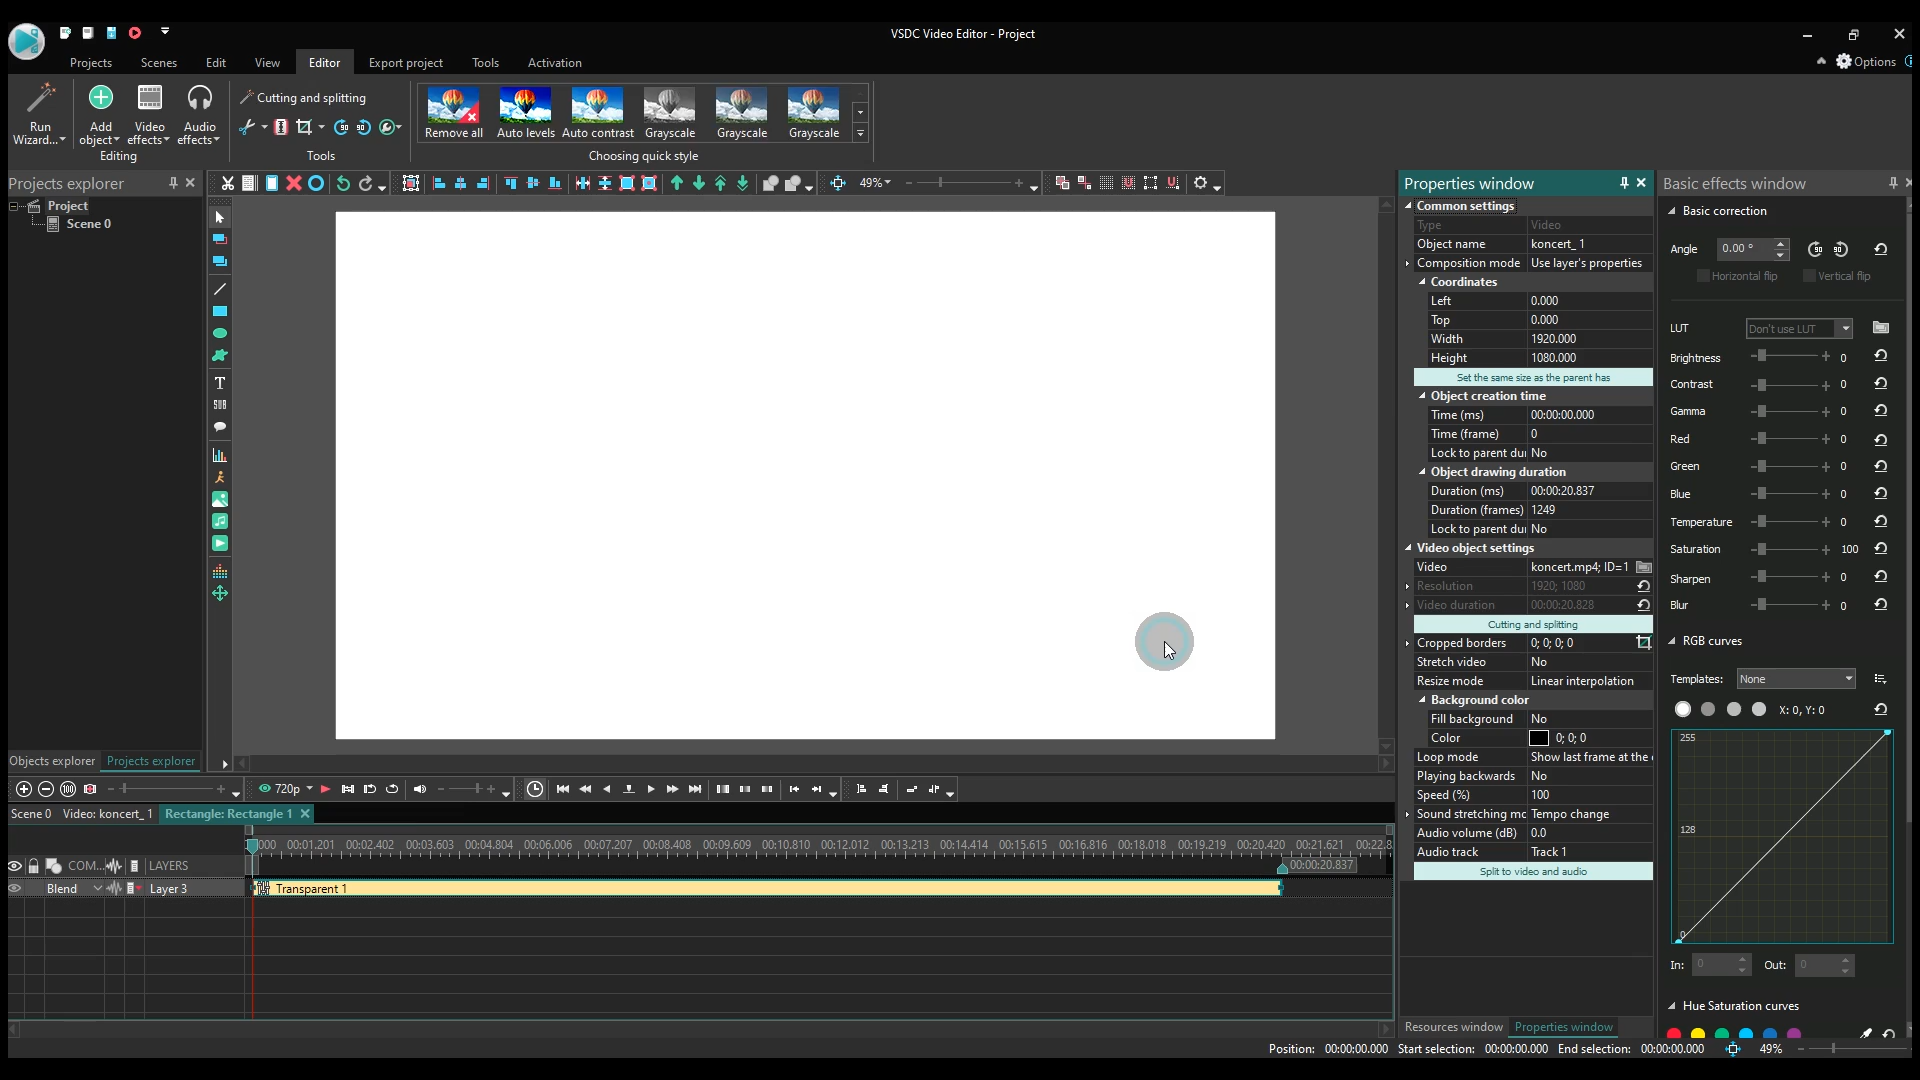 VSDC Video Editor - Project
Projects
Scenes
Edit
View
Editor
Export project
Tools
Activation
Options
Run Wizard...
Add object
Video effects
Audio effects
Editing
Cutting and splitting
Tools
Remove all
Auto levels
Auto contrast
Grayscale
Grayscale
Grayscale
Choosing quick style
Projects explorer
49%
Project
Scene 0
T
SUB
Objects explorer
Projects explorer
Properties window
Common settings
Type Video
Object name koncert_ 1
Composition mode Use layer's properties
Coordinates
Left 0.000
Top 0.000
Width 1920.000
Height 1080.000
Set the same size as the parent has
Object creation time
Time (ms) 00:00:00.000
Time (frame) 0
Lock to parent du No
Object drawing duration
Duration (ms) 00:00:20.837
Duration (frames) 1249
Lock to parent du No
Video object settings
Video koncert.mp4; ID=1
Resolution 1920; 1080
Video duration 00:00:20.828
Cutting and splitting
Cropped borders 0; 0; 0; 0
Stretch video No
Resize mode Linear interpolation
Background color
Fill background No
Color 0; 0; 0
Loop mode Show last frame at the
Playing backwards No
Speed (%) 100
Sound stretching mo Tempo change
Audio volume (dB) 0.0
Audio track Track 1
Split to video and audio
Resources window
Properties window
Basic effects window
Basic correction
Angle 0.00 °
90
90
Horizontal flip
Vertical flip
LUT Don't use LUT
Brightness 0
Contrast 0
Gamma 0
Red 0
Green 0
Blue 0
Temperature 0
Saturation 100
Sharpen 0
Blur 0
RGB curves
Templates: None
X: 0, Y: 0
255
128
0
In: 0 Out: 0
Hue Saturation curves
100
720p
Scene 0
Video: koncert_ 1
Rectangle: Rectangle 1
000 00:01.201 00:02.402 00:03.603 00:04.804 00:06.006 00:07.207 00:08.408 00:09.609 00:10.810 00:12.012 00:13.213 00:14.414 00:15.615 00:16.816 00:18.018 00:19.219 00:20.420 00:21.621 00:22.8
COM... LAYERS
00:00:20.837
Blend
Layer 3
Transparent 1
Position: 00:00:00.000 Start selection: 00:00:00.000 End selection: 00:00:00.000 49%